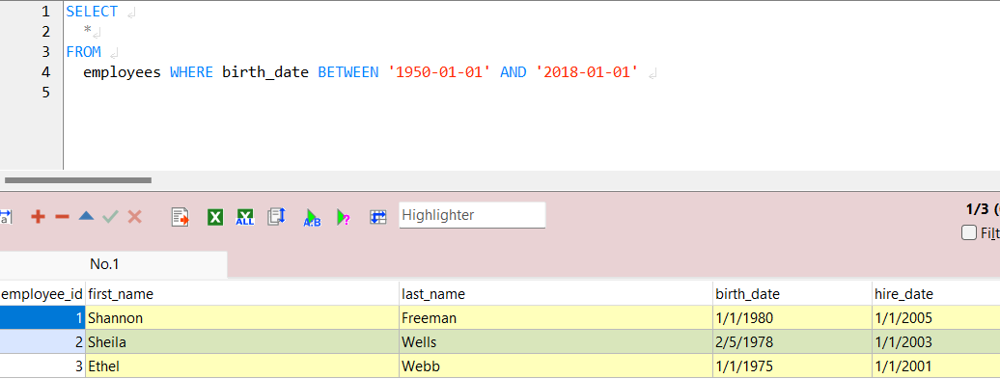 1 SELECT
2 *
3 FROM
4 employees WHERE birth_date BETWEEN '1950-01-01' AND '2018-01-01'
5
a ALL A:B ? Highlighter 1/3 (
Filt
No.1
employee_id first_name last_name birth_date hire_date
1 Shannon Freeman 1/1/1980 1/1/2005
2 Sheila Wells 2/5/1978 1/1/2003
3 Ethel Webb 1/1/1975 1/1/2001